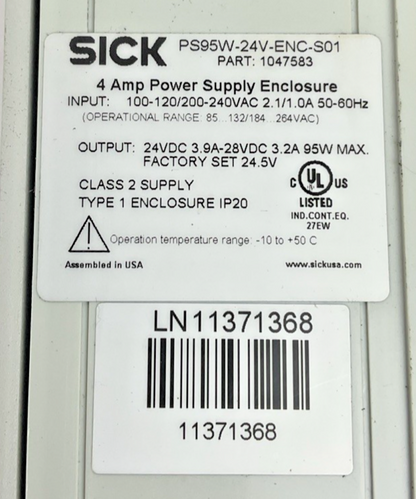 SICK PS95W-24V-ENC-S01
PART: 1047583
4 Amp Power Supply Enclosure
INPUT: 100-120/200-240VAC 2.1/1.0A 50-60Hz
(OPERATIONAL RANGE: 85...132/184...264VAC)
OUTPUT: 24VDC 3.9A-28VDC 3.2A 95W MAX.
FACTORY SET 24.5V
CLASS 2 SUPPLY
TYPE 1 ENCLOSURE IP20
C UL US
LISTED
IND.CONT.EQ.
27EW
Operation temperature range: -10 to +50 C
Assembled in USA www.sickusa.com
LN11371368
11371368